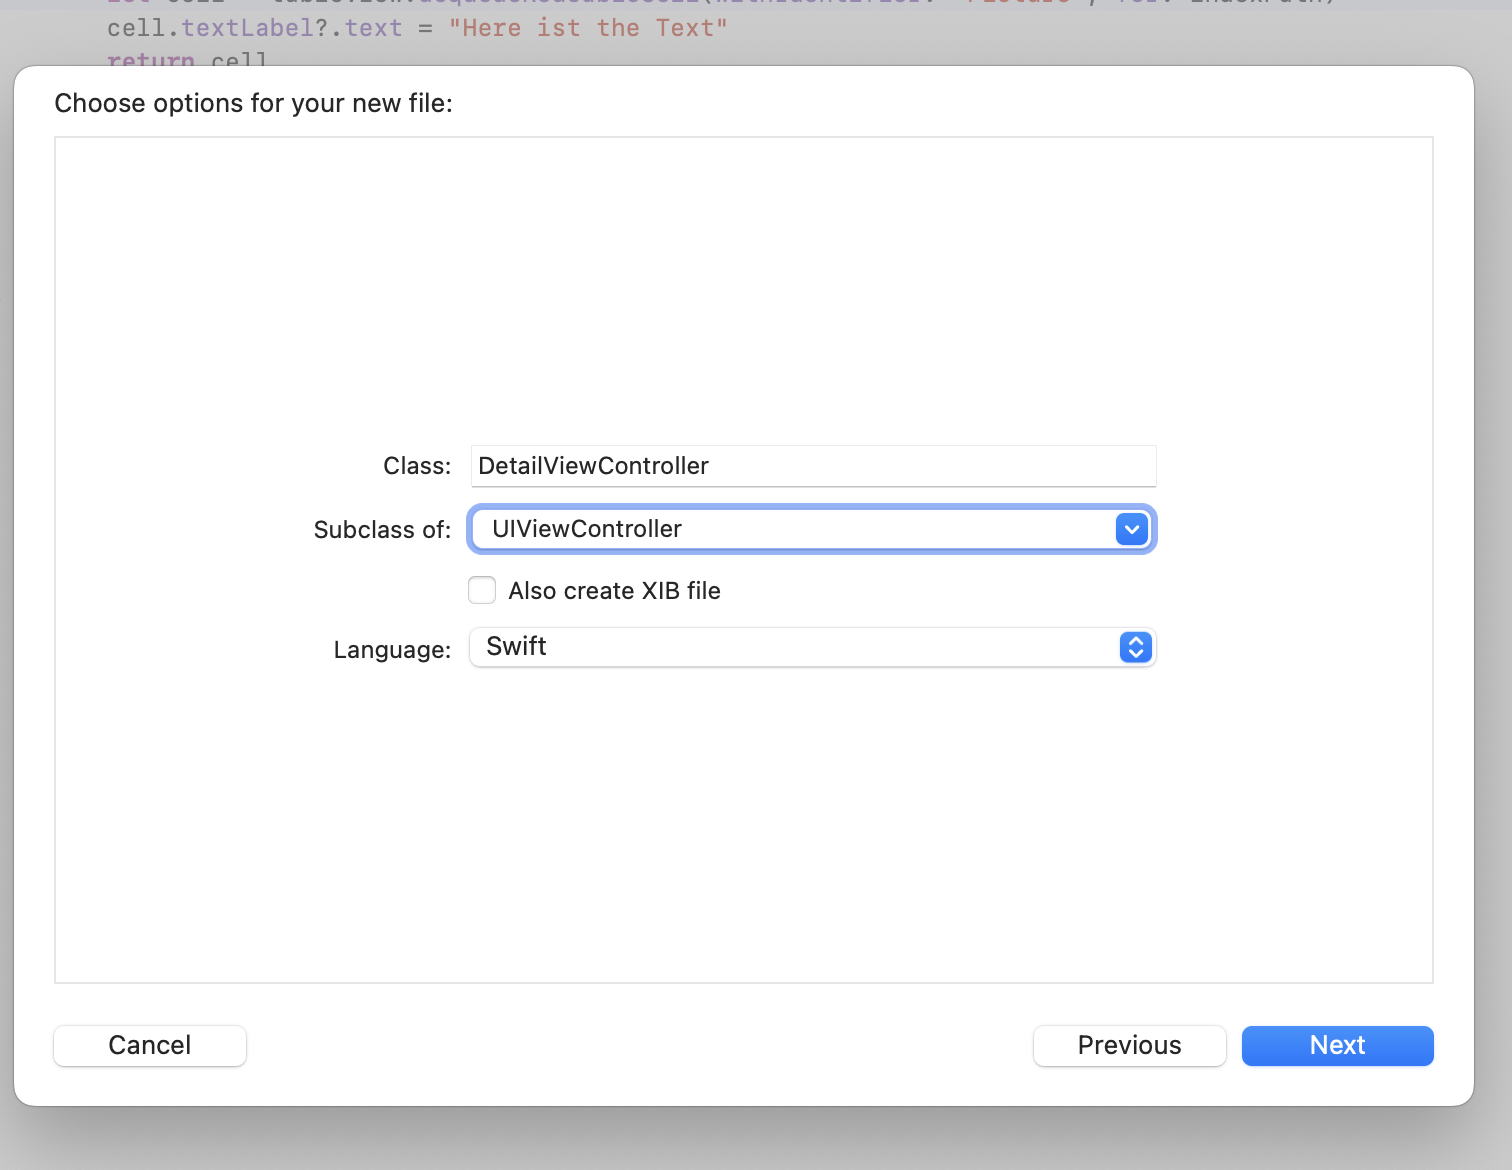 cell.textLabel?.text = "Here ist the Text"
return cell
Choose options for your new file:
Class: DetailViewController
Subclass of: UIViewController
Also create XIB file
Language: Swift
Cancel Previous Next